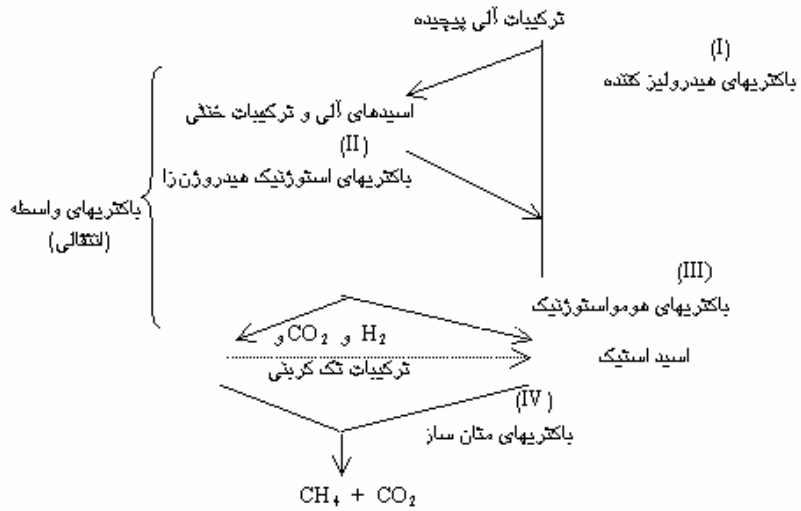 ترکیبات آلی پیچیده
(I)
باکتریهای هیدرولیز کننده
اسیدهای آلی و ترکیبات خنثی
(II)
باکتریهای استوژنیک هیدروژن‌زا
باکتریهای واسطه
(انتقالی)
(III)
باکتریهای هومواستوژنیک
H₂ و CO₂ و
ترکیبات تک کربنی
اسید استیک
(IV)
باکتریهای متان ساز
CH₄ + CO₂